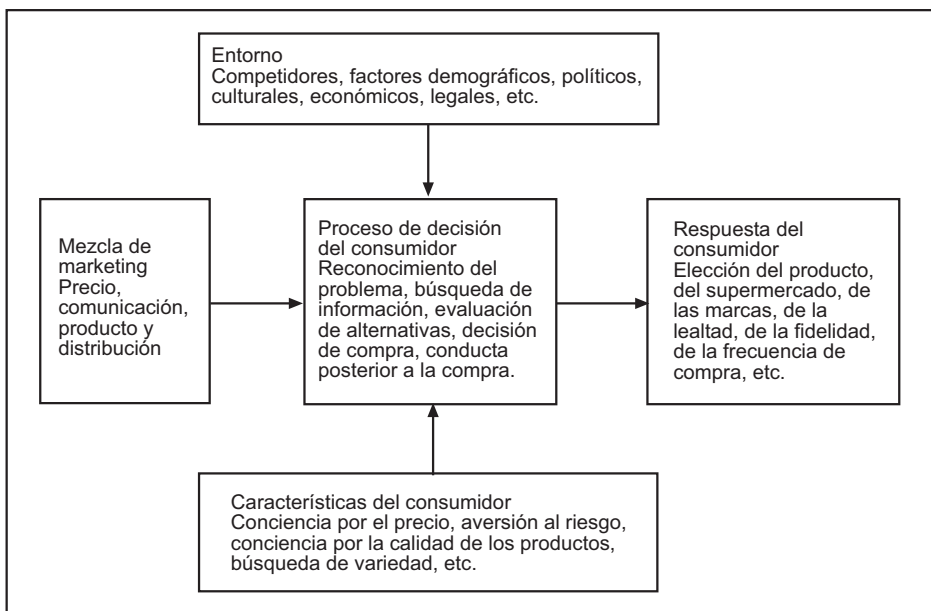 Entorno
Competidores, factores demográficos, políticos,
culturales, económicos, legales, etc.
Mezcla de
marketing
Precio,
comunicación,
producto y
distribución
Proceso de decisión
del consumidor
Reconocimiento del
problema, búsqueda de
información, evaluación
de alternativas, decisión
de compra, conducta
posterior a la compra.
Respuesta del
consumidor
Elección del producto,
del supermercado, de
las marcas, de la
lealtad, de la fidelidad,
de la frecuencia de
compra, etc.
Características del consumidor
Conciencia por el precio, aversión al riesgo,
conciencia por la calidad de los productos,
búsqueda de variedad, etc.